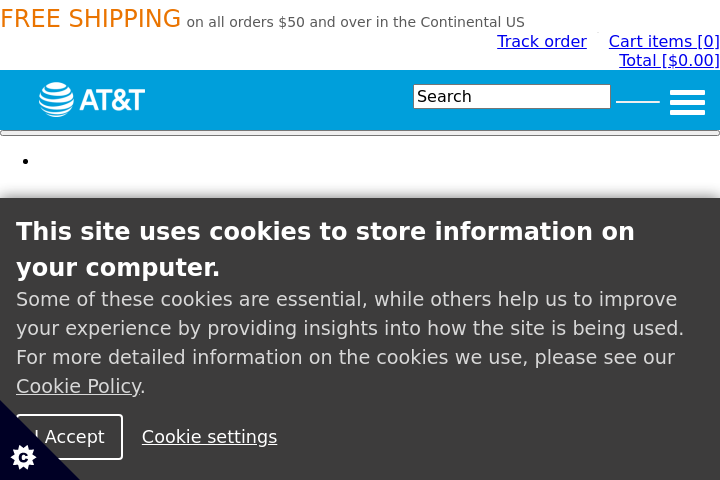 FREE SHIPPING on all orders $50 and over in the Continental US
Track order Cart items [0]
Total [$0.00]
AT&T Search
This site uses cookies to store information on
your computer.
Some of these cookies are essential, while others help us to improve
your experience by providing insights into how the site is being used.
For more detailed information on the cookies we use, please see our
Cookie Policy.
I Accept Cookie settings
C